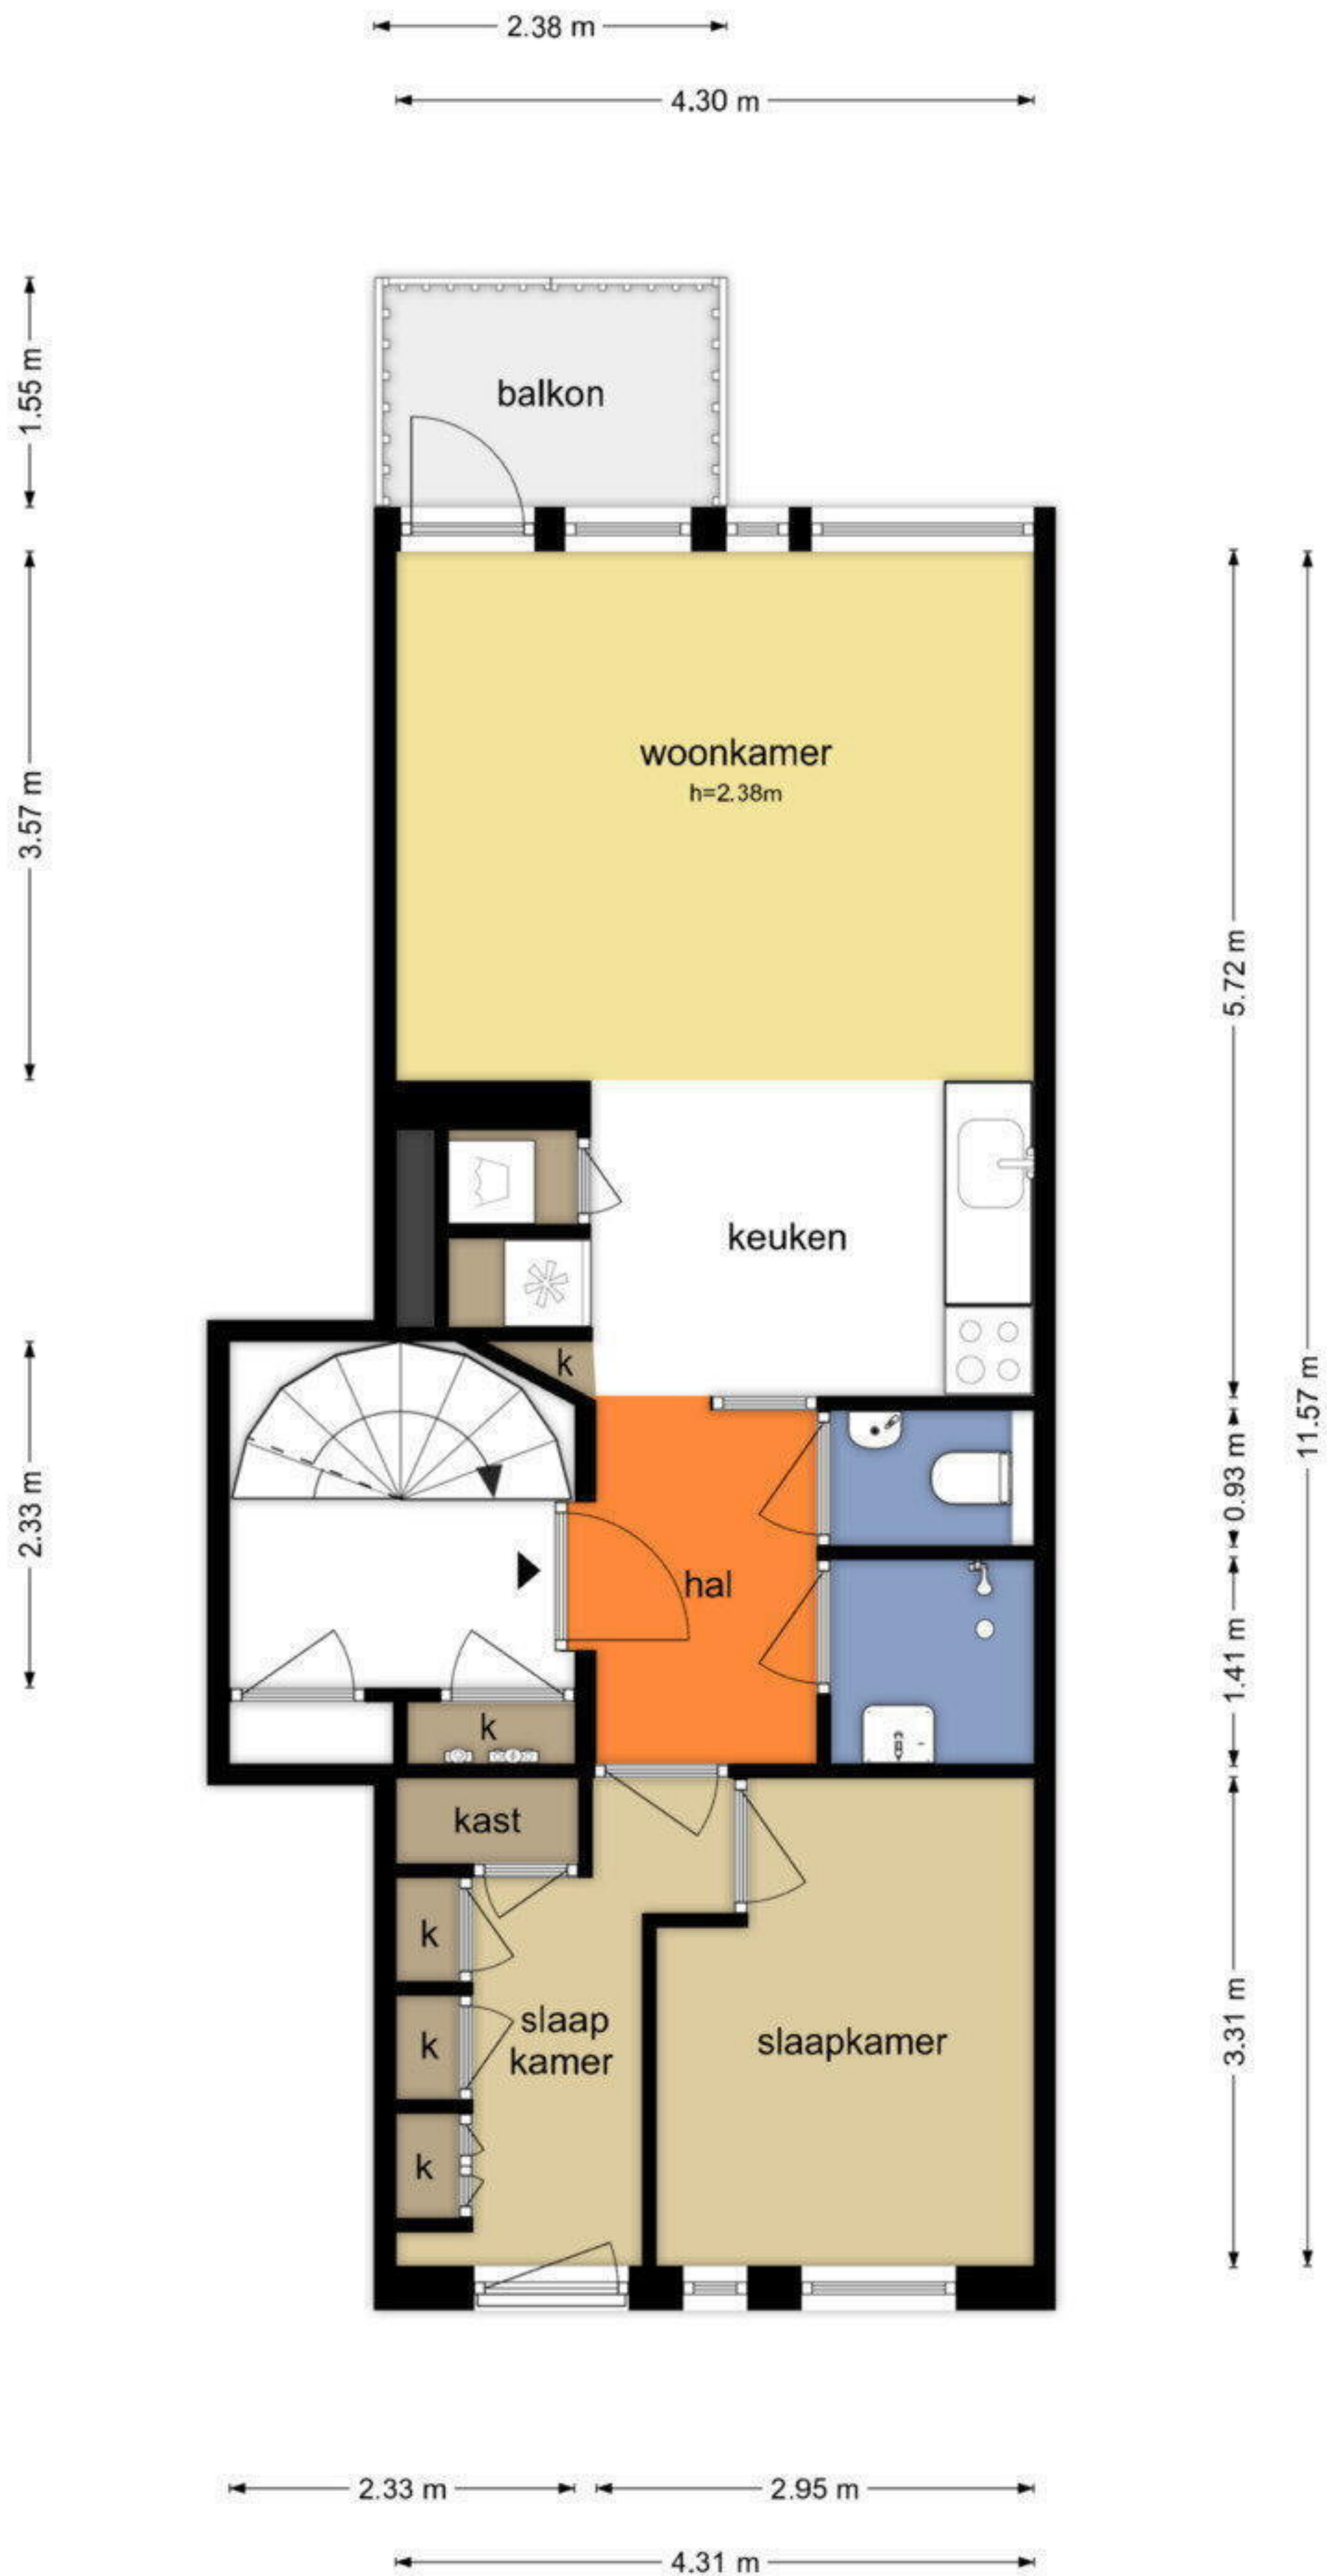 2.38 m
4.30 m
1.55 m
balkon
woonkamer
h=2.38m
3.57 m
5.72 m
keuken
k
11.57 m
0.93 m
2.33 m
hal
1.41 m
k
kast
k
k
slaap
kamer
slaapkamer
3.31 m
k
2.33 m
2.95 m
4.31 m